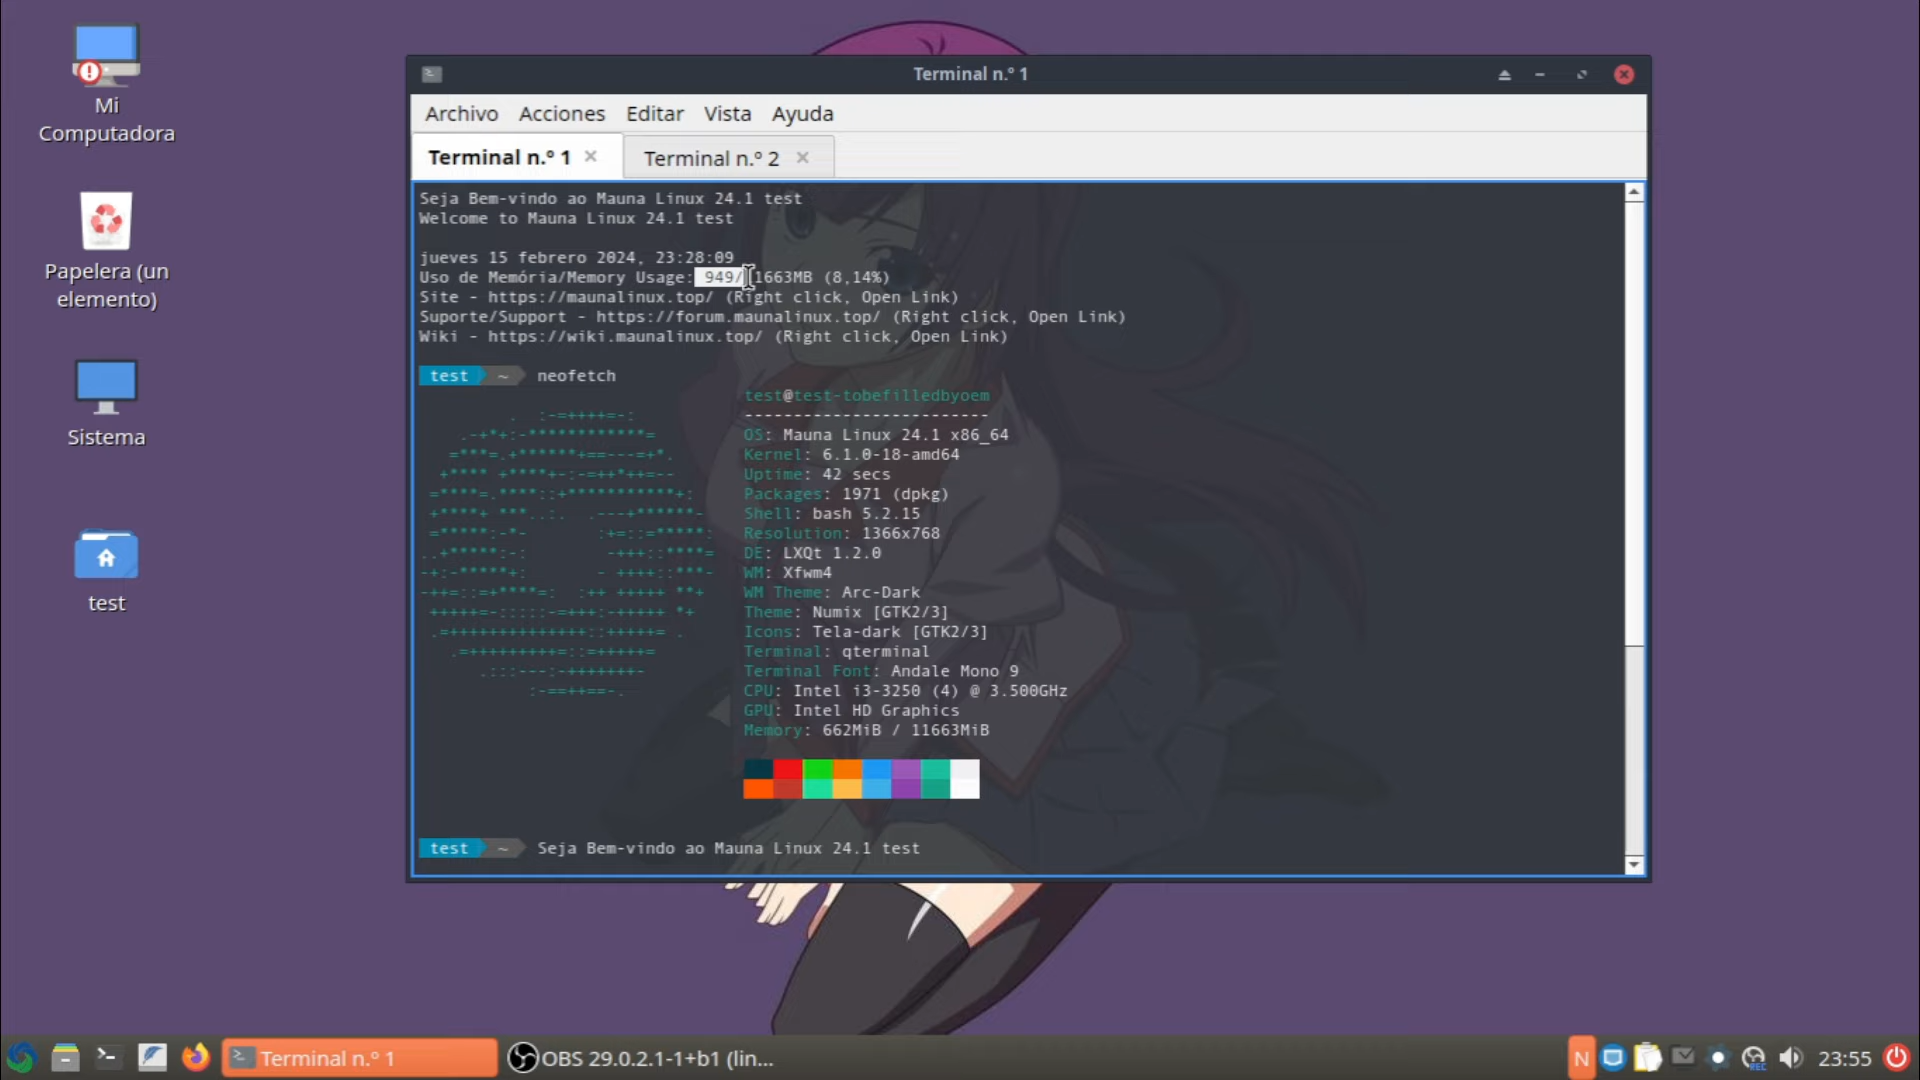 Mi
Computadora
Papelera (un
elemento)
Sistema
test
Terminal n.º 1
Archivo Acciones Editar Vista Ayuda
Terminal n.º 1 Terminal n.º 2
Seja Bem-vindo ao Mauna Linux 24.1 test
Welcome to Mauna Linux 24.1 test
jueves 15 febrero 2024, 23:28:09
Uso de Memória/Memory Usage: 949/11663MB (8,14%)
Site - https://maunalinux.top/ (Right click, Open Link)
Suporte/Support - https://forum.maunalinux.top/ (Right click, Open Link)
Wiki - https://wiki.maunalinux.top/ (Right click, Open Link)
test ~ neofetch
test@test-tobefilledbyoem
-------------------------
OS: Mauna Linux 24.1 x86_64
Kernel: 6.1.0-18-amd64
Uptime: 42 secs
Packages: 1971 (dpkg)
Shell: bash 5.2.15
Resolution: 1366x768
DE: LXQt 1.2.0
WM: Xfwm4
WM Theme: Arc-Dark
Theme: Numix [GTK2/3]
Icons: Tela-dark [GTK2/3]
Terminal: qterminal
Terminal Font: Andale Mono 9
CPU: Intel i3-3250 (4) @ 3.500GHz
GPU: Intel HD Graphics
Memory: 662MiB / 11663MiB
test ~ Seja Bem-vindo ao Mauna Linux 24.1 test
Terminal n.º 1 OBS 29.0.2.1-1+b1 (lin... N REC 23:55